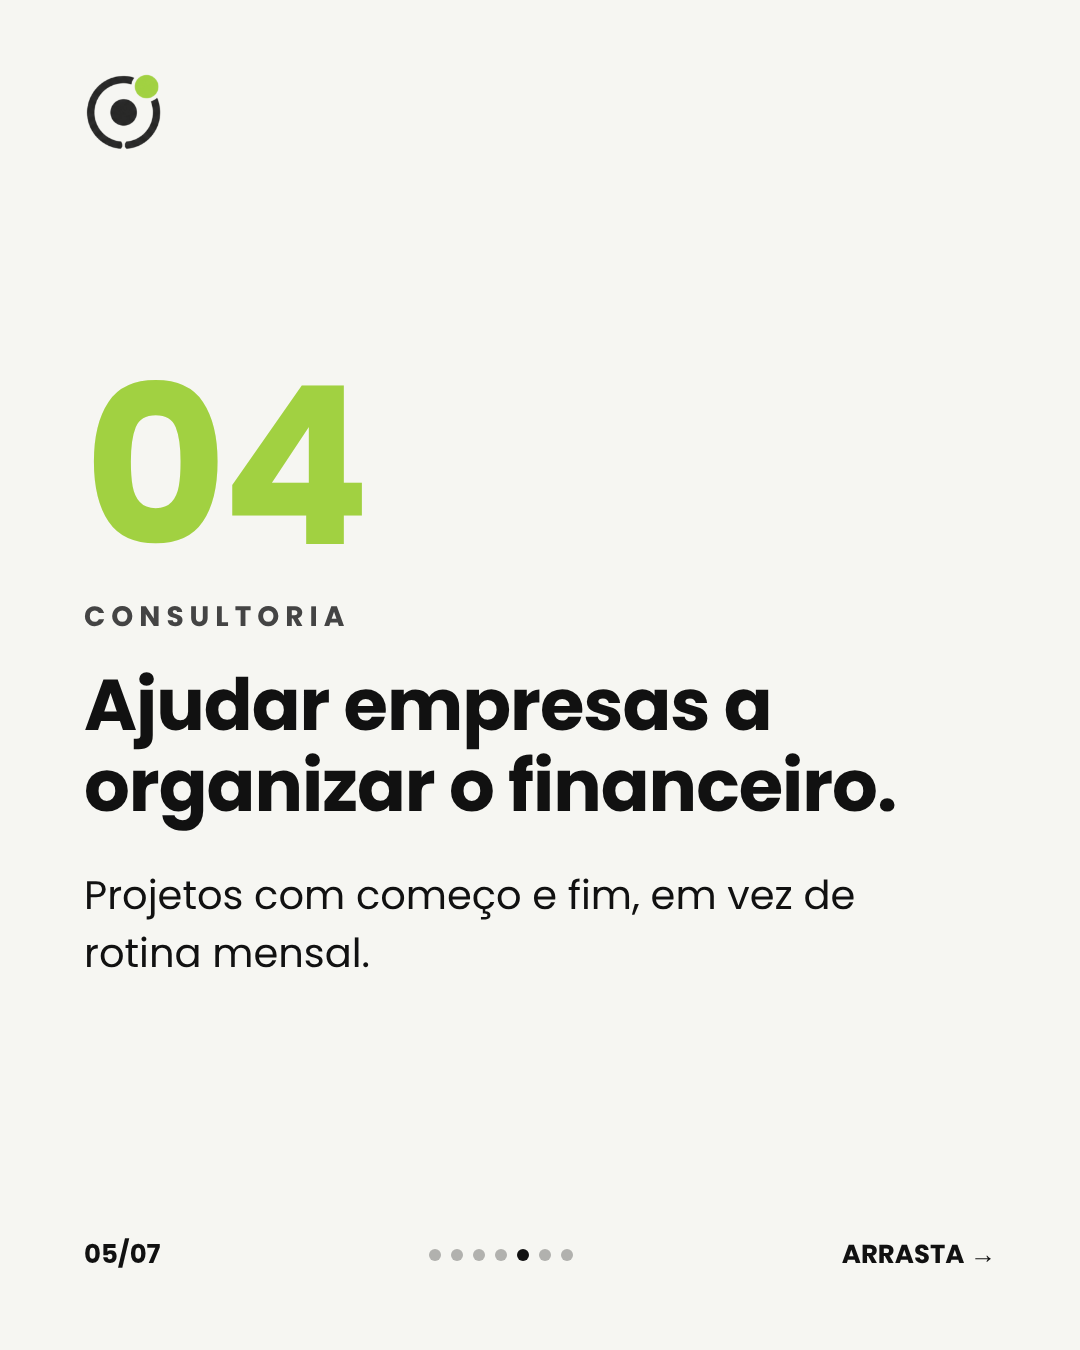 04
CONSULTORIA
Ajudar empresas a
organizar o financeiro.
Projetos com começo e fim, em vez de
rotina mensal.
05/07
ARRASTA →